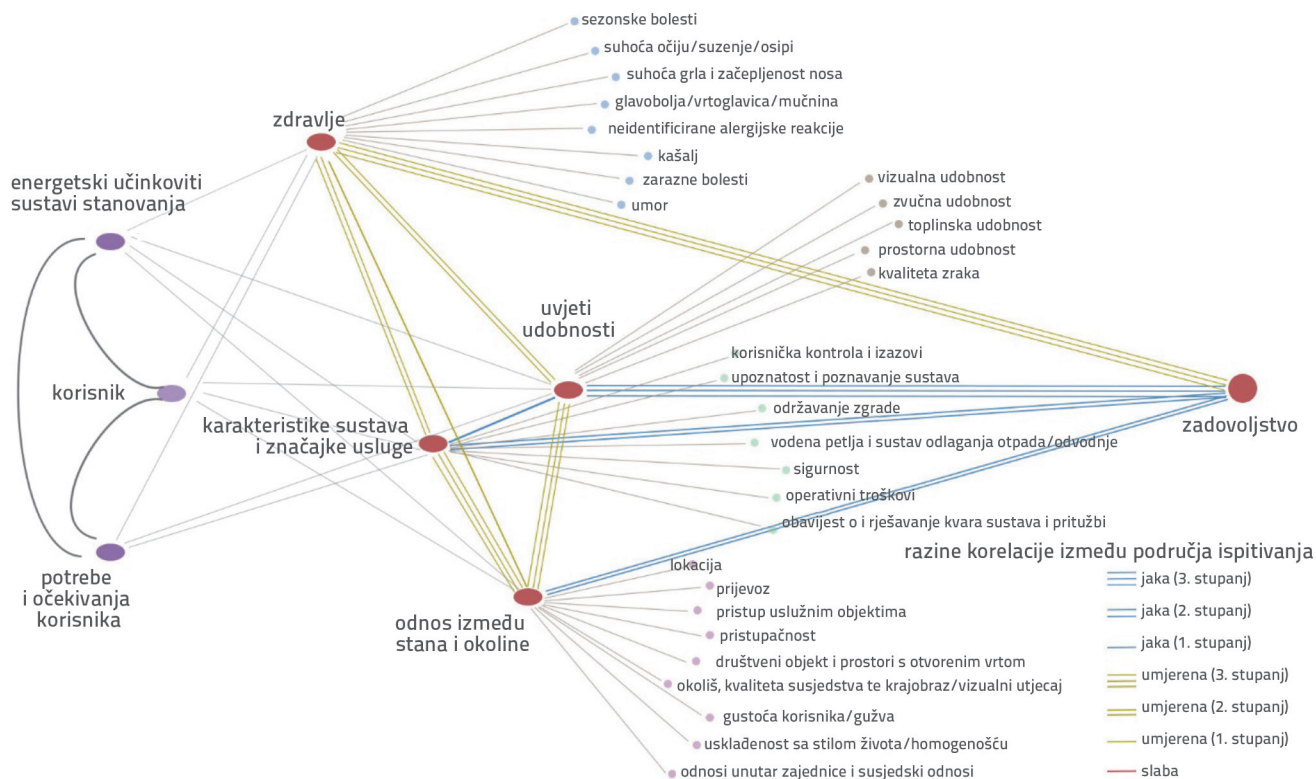 sezonske bolesti
suhoća očiju/suzenje/osipi
suhoća grla i začepljenost nosa
glavobolja/vrtoglavica/mučnina
neidentificirane alergijske reakcije
kašalj
zarazne bolesti
umor
zdravlje
energetski učinkoviti
sustavi stanovanja
vizualna udobnost
zvučna udobnost
toplinska udobnost
prostorna udobnost
kvaliteta zraka
uvjeti
udobnosti
korisnik
korisnička kontrola i izazovi
upoznatost i poznavanje sustava
održavanje zgrade
vodena petlja i sustav odlaganja otpada/odvodnje
sigurnost
operativni troškovi
obavijest o i rješavanje kvara sustava i pritužbi
karakteristike sustava
i značajke usluge
zadovoljstvo
potrebe
i očekivanja
korisnika
odnos između
stana i okoline
lokacija
prijevoz
pristup uslužnim objektima
pristupačnost
društveni objekt i prostori s otvorenim vrtom
okoliš, kvaliteta susjedstva te krajobraz/vizualni utjecaj
gustoća korisnika/gužva
usklađenost sa stilom života/homogenošću
odnosi unutar zajednice i susjedski odnosi
razine korelacije između područja ispitivanja
jaka (3. stupanj)
jaka (2. stupanj)
jaka (1. stupanj)
umjerena (3. stupanj)
umjerena (2. stupanj)
umjerena (1. stupanj)
slaba